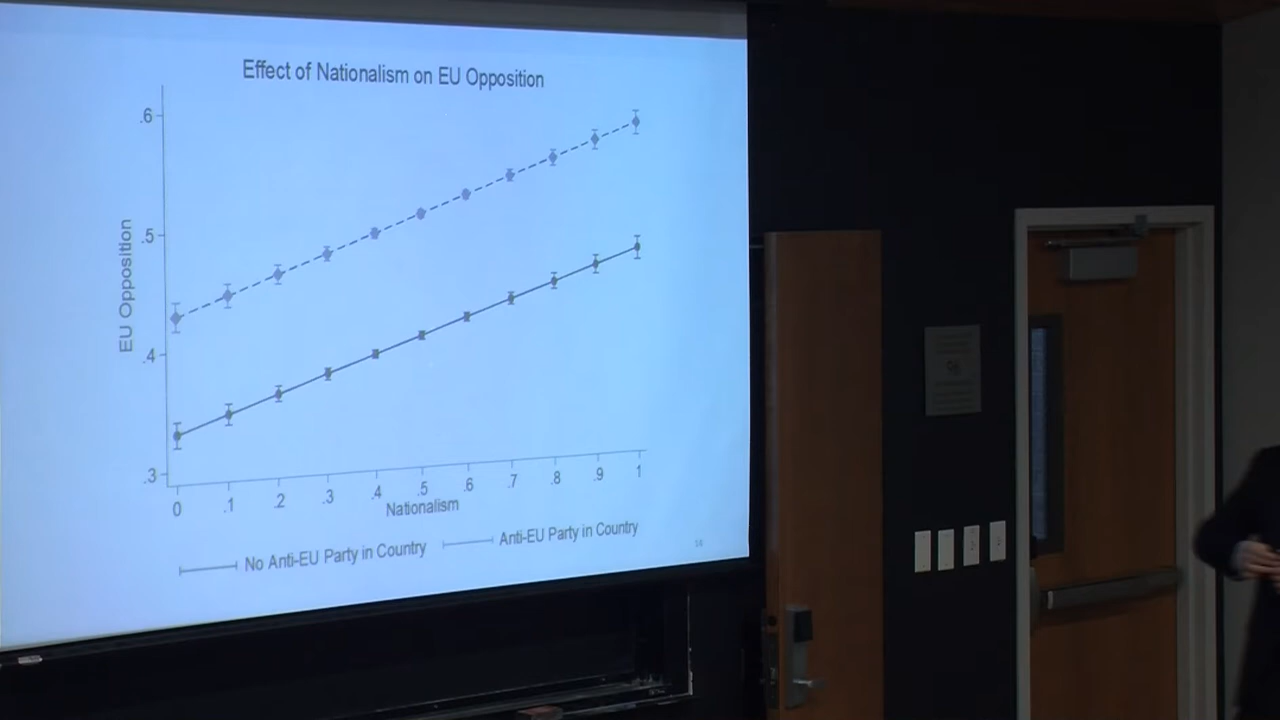 Effect of Nationalism on EU Opposition
EU Opposition
.6
.5
.4
.3
0 .1 .2 .3 .4 .5 .6 .7 .8 .9 1
Nationalism
No Anti-EU Party in Country Anti-EU Party in Country